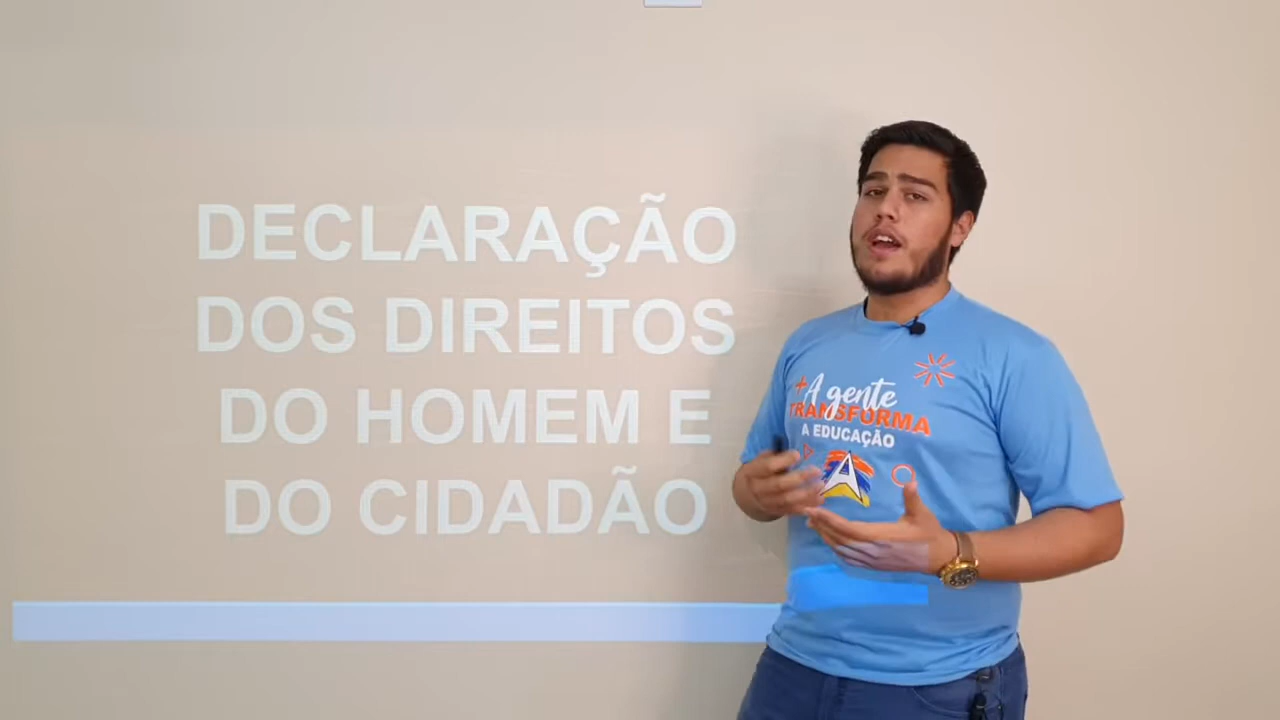 DECLARAÇÃO
DOS DIREITOS
DO HOMEM E
DO CIDADÃO
A gente
TRANSFORMA
A EDUCAÇÃO